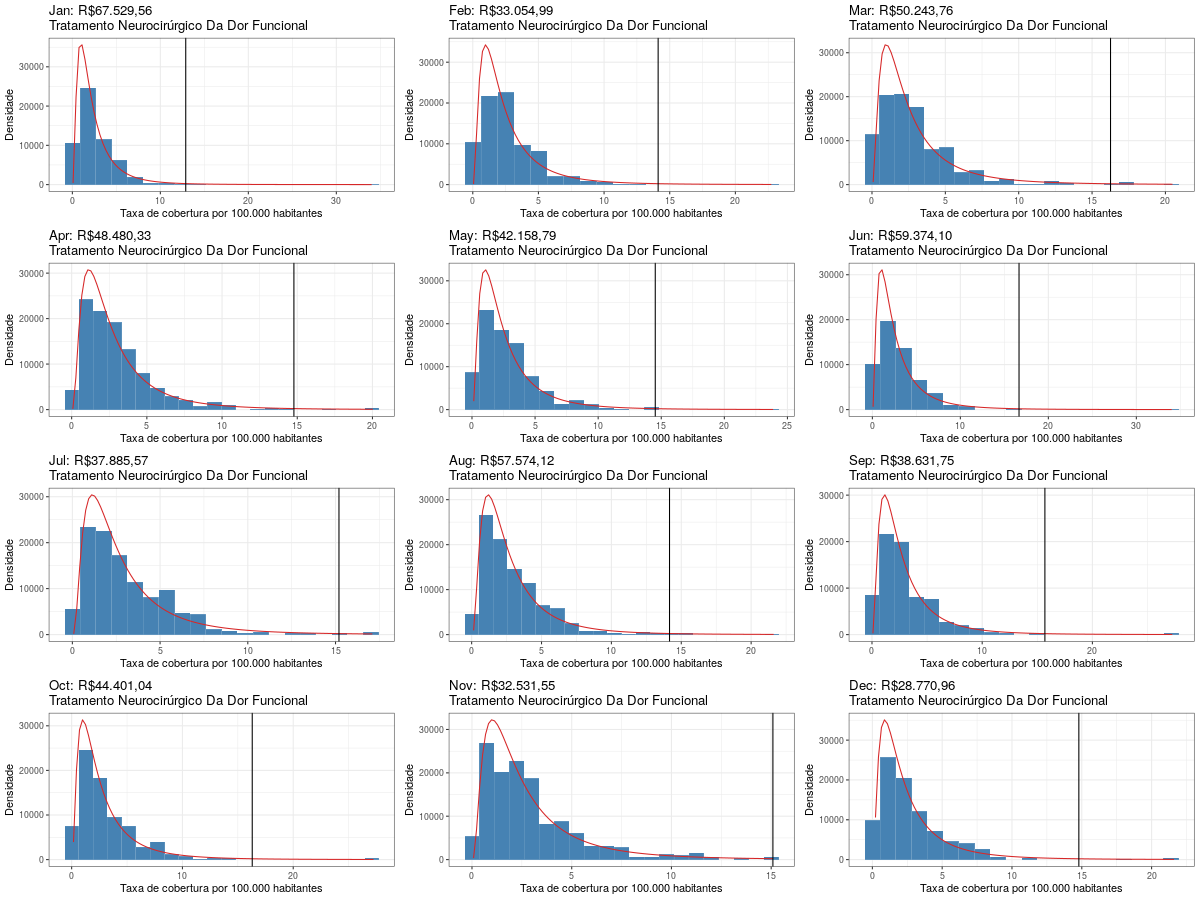 Jan: R$67.529,56
Tratamento Neurocirúrgico Da Dor Funcional
30000
20000
10000
0
Densidade
0 10 20 30
Taxa de cobertura por 100.000 habitantes
Feb: R$33.054,99
Tratamento Neurocirúrgico Da Dor Funcional
30000
20000
10000
0
Densidade
0 5 10 15 20
Taxa de cobertura por 100.000 habitantes
Mar: R$50.243,76
Tratamento Neurocirúrgico Da Dor Funcional
30000
20000
10000
0
Densidade
0 5 10 15 20
Taxa de cobertura por 100.000 habitantes
Apr: R$48.480,33
Tratamento Neurocirúrgico Da Dor Funcional
30000
20000
10000
0
Densidade
0 5 10 15 20
Taxa de cobertura por 100.000 habitantes
May: R$42.158,79
Tratamento Neurocirúrgico Da Dor Funcional
30000
20000
10000
0
Densidade
0 5 10 15 20 25
Taxa de cobertura por 100.000 habitantes
Jun: R$59.374,10
Tratamento Neurocirúrgico Da Dor Funcional
30000
20000
10000
0
Densidade
0 10 20 30
Taxa de cobertura por 100.000 habitantes
Jul: R$37.885,57
Tratamento Neurocirúrgico Da Dor Funcional
30000
20000
10000
0
Densidade
0 5 10 15
Taxa de cobertura por 100.000 habitantes
Aug: R$57.574,12
Tratamento Neurocirúrgico Da Dor Funcional
30000
20000
10000
0
Densidade
0 5 10 15 20
Taxa de cobertura por 100.000 habitantes
Sep: R$38.631,75
Tratamento Neurocirúrgico Da Dor Funcional
30000
20000
10000
0
Densidade
0 10 20
Taxa de cobertura por 100.000 habitantes
Oct: R$44.401,04
Tratamento Neurocirúrgico Da Dor Funcional
30000
20000
10000
0
Densidade
0 10 20
Taxa de cobertura por 100.000 habitantes
Nov: R$32.531,55
Tratamento Neurocirúrgico Da Dor Funcional
30000
20000
10000
0
Densidade
0 5 10 15
Taxa de cobertura por 100.000 habitantes
Dec: R$28.770,96
Tratamento Neurocirúrgico Da Dor Funcional
30000
20000
10000
0
Densidade
0 5 10 15 20
Taxa de cobertura por 100.000 habitantes